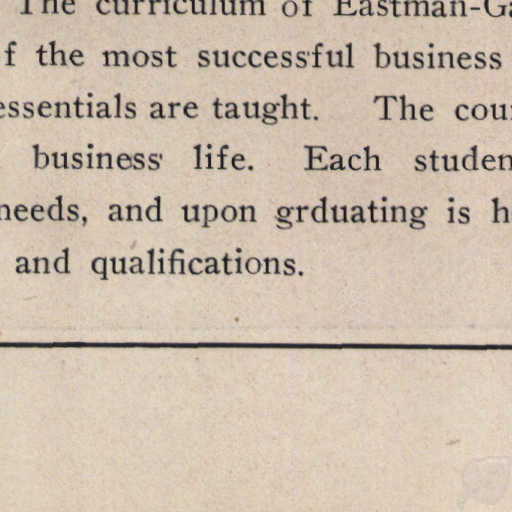 The curriculum of Eastman-Ga
f the most successful business
essentials are taught. The cour
business life. Each studen
needs, and upon grduating is h
and qualifications.